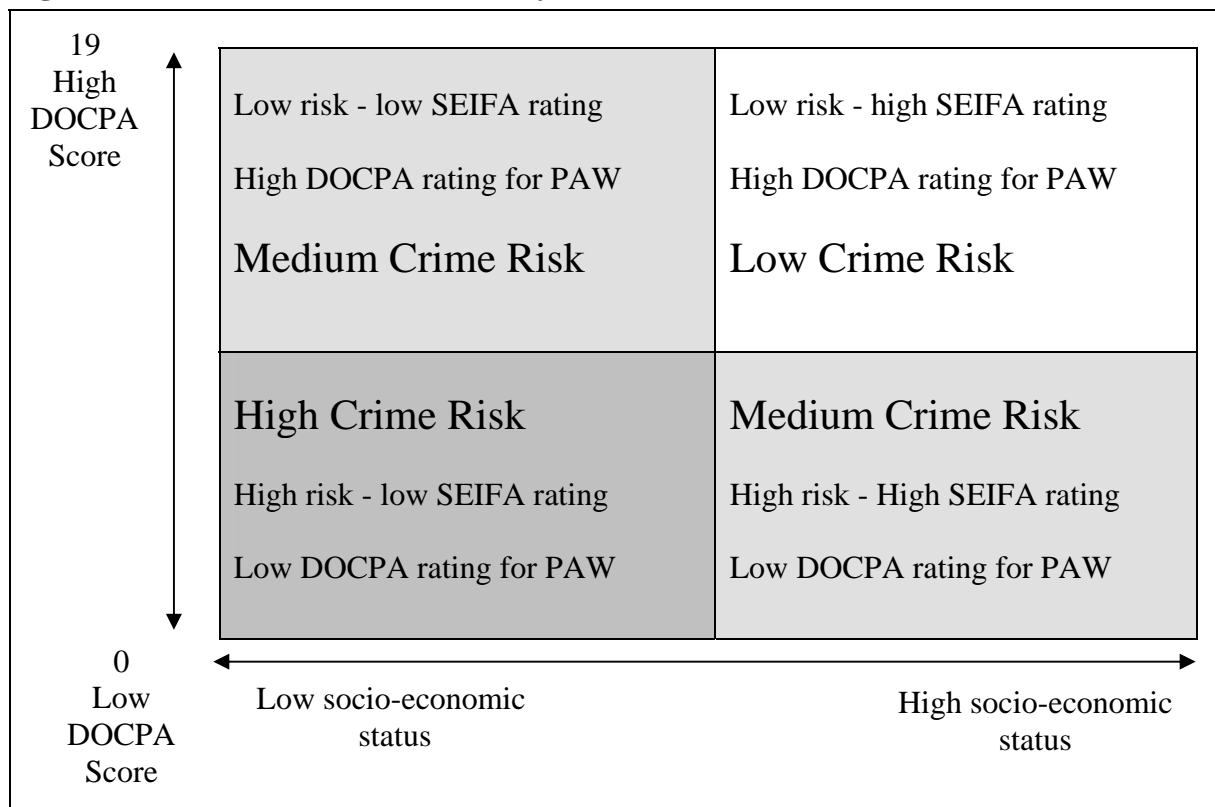 19
High
DOCPA
Score
Low risk - low SEIFA rating
High DOCPA rating for PAW
Medium Crime Risk
Low risk - high SEIFA rating
High DOCPA rating for PAW
Low Crime Risk
High Crime Risk
High risk - low SEIFA rating
Low DOCPA rating for PAW
Medium Crime Risk
High risk - High SEIFA rating
Low DOCPA rating for PAW
0
Low
DOCPA
Score
Low socio-economic
status
High socio-economic
status